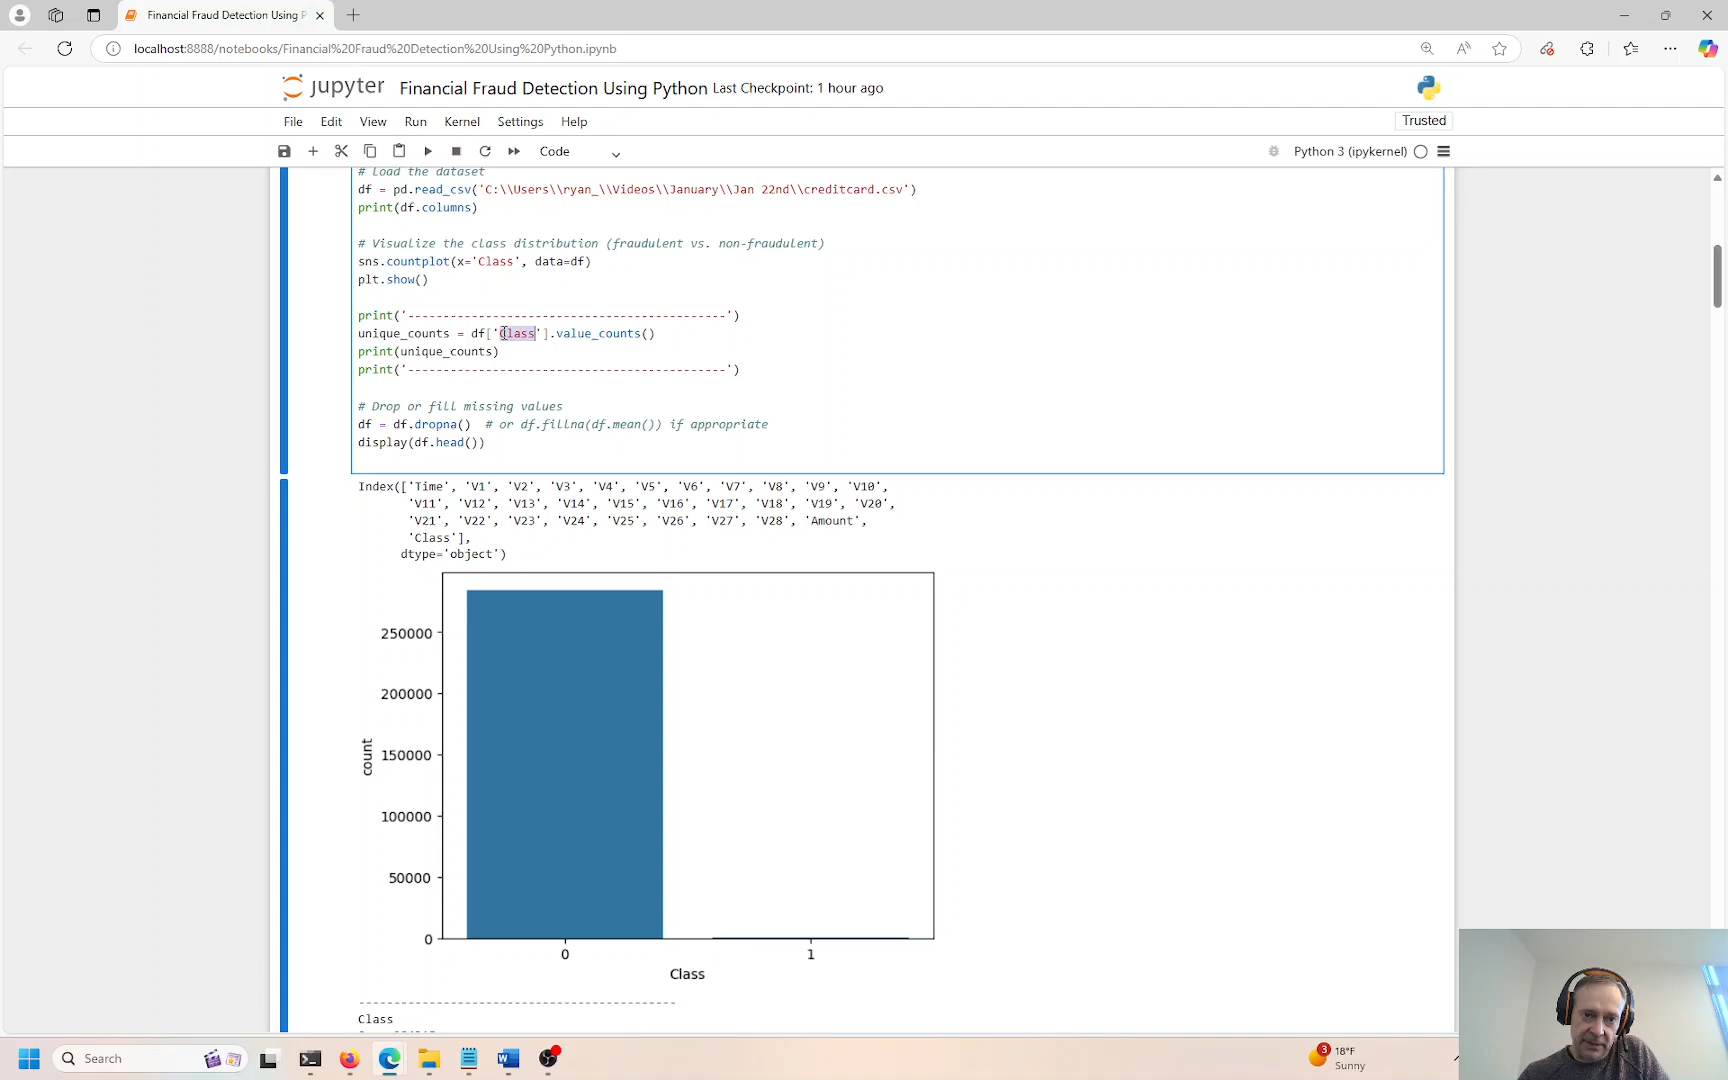 Financial Fraud Detection Using P
localhost:8888/notebooks/Financial%20Fraud%20Detection%20Using%20Python.ipynb
jupyter Financial Fraud Detection Using Python Last Checkpoint: 1 hour ago
File Edit View Run Kernel Settings Help
Trusted
Code
Python 3 (ipykernel)
# Load the dataset
df = pd.read_csv('C:\\Users\\ryan_\\Videos\\January\\Jan 22nd\\creditcard.csv')
print(df.columns)
# Visualize the class distribution (fraudulent vs. non-fraudulent)
sns.countplot(x='Class', data=df)
plt.show()
print('---------------------------------------------')
unique_counts = df['Class'].value_counts()
print(unique_counts)
print('---------------------------------------------')
# Drop or fill missing values
df = df.dropna()  # or df.fillna(df.mean()) if appropriate
display(df.head())
Index(['Time', 'V1', 'V2', 'V3', 'V4', 'V5', 'V6', 'V7', 'V8', 'V9', 'V10',
'V11', 'V12', 'V13', 'V14', 'V15', 'V16', 'V17', 'V18', 'V19', 'V20',
'V21', 'V22', 'V23', 'V24', 'V25', 'V26', 'V27', 'V28', 'Amount',
'Class'],
dtype='object')
250000
200000
150000
100000
50000
0
count
0 1
Class
---------------------------------------------
Class
Search
3
18°F
Sunny